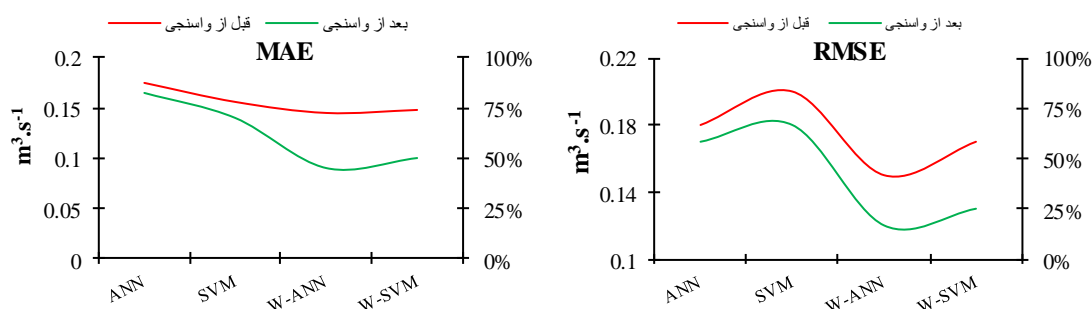 قبل از واسنجی بعد از واسنجی
MAE
0.2
0.15
0.1
0.05
0
m³.s⁻¹
100%
75%
50%
25%
0%
ANN
SVM
W-ANN
W-SVM
قبل از واسنجی بعد از واسنجی
RMSE
0.22
0.18
0.14
0.1
m³.s⁻¹
100%
75%
50%
25%
0%
ANN
SVM
W-ANN
W-SVM